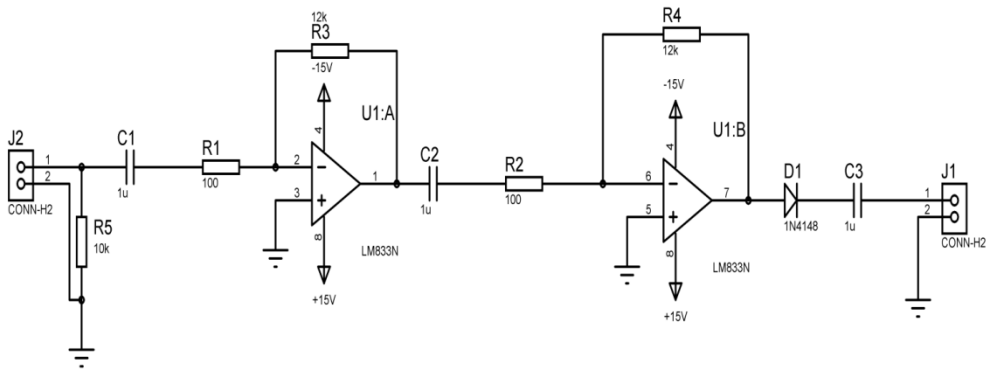 12k
R3
-15V
4
U1:A
2
3
1
8
LM833N
+15V
J2
1
2
CONN-H2
C1
1u
R1
100
R5
10k
C2
1u
R2
100
R4
12k
-15V
4
U1:B
6
5
7
8
LM833N
+15V
D1
1N4148
C3
1u
J1
1
2
CONN-H2